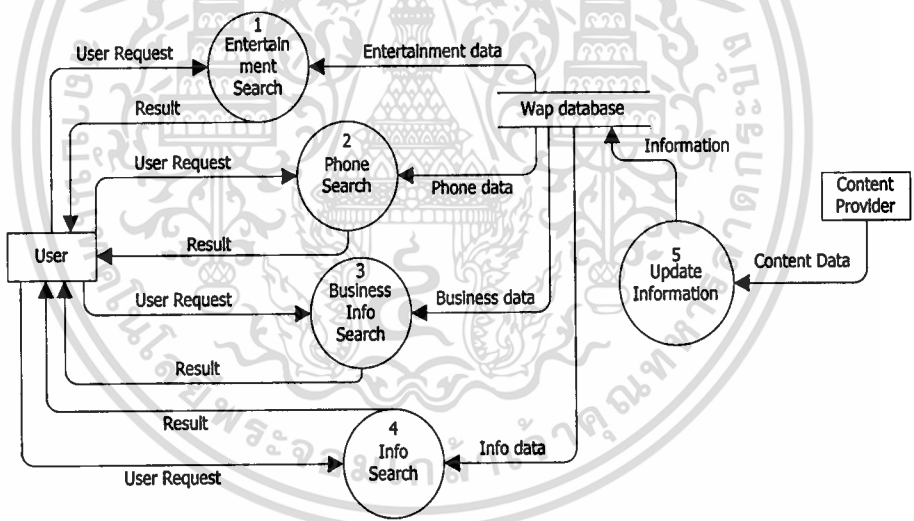 1
Entertain
ment
Search
User Request
Entertainment data
Result
Wap database
2
Phone
Search
User Request
Phone data
Information
Content
Provider
Result
User
3
Business
Info
Search
User Request
Business data
5
Update
Information
Content Data
Result
Result
4
Info
Search
Info data
User Request